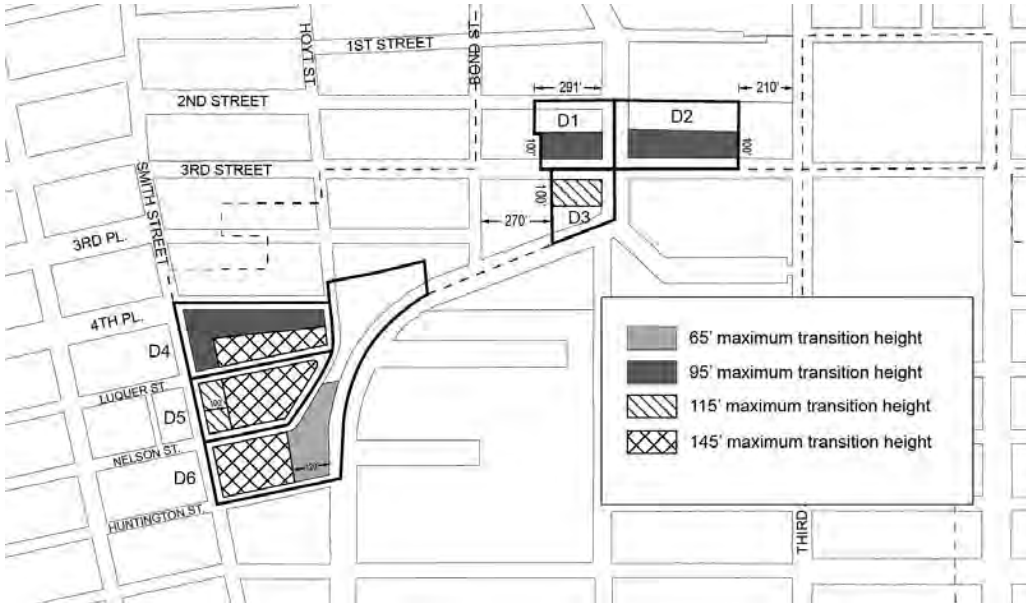 HOYT ST
BOND ST
1ST STREET
291'
210'
2ND STREET
D1
D2
100'
100'
SMITH STREET
3RD STREET
100'
D3
270'
3RD PL.
4TH PL.
D4
65' maximum transition height
95' maximum transition height
115' maximum transition height
145' maximum transition height
LUQUER ST.
100'
D5
NELSON ST.
D6
120'
HUNTINGTON ST.
THIRD